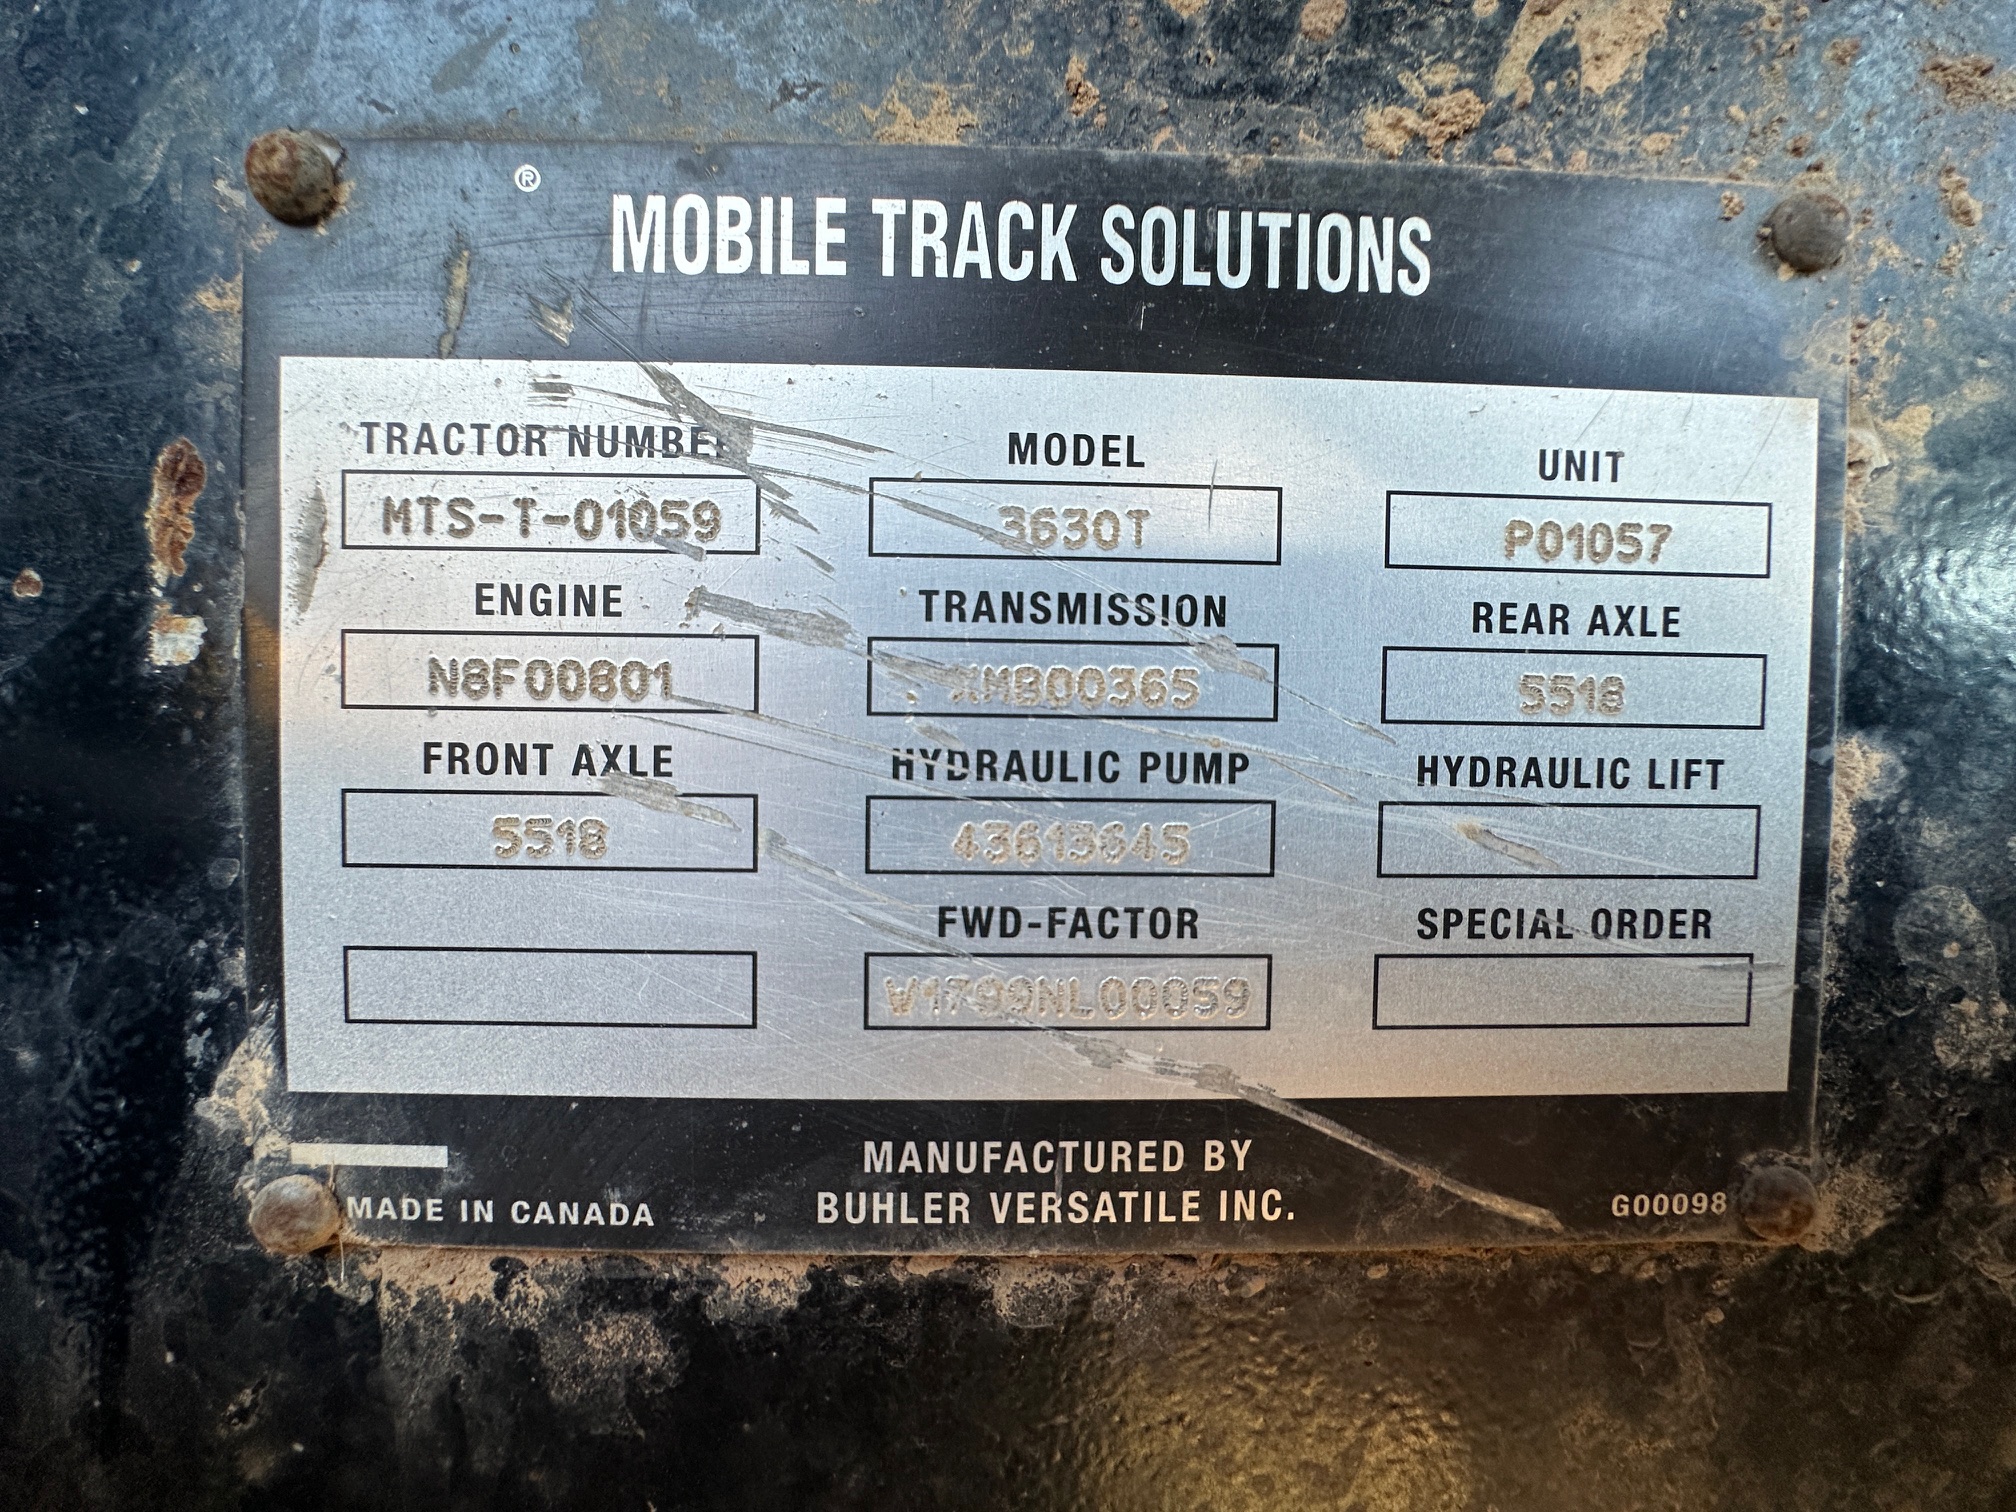 ®
MOBILE TRACK SOLUTIONS
TRACTOR NUMBER MODEL UNIT
MTS-T-01059 3630T P01057
ENGINE TRANSMISSION REAR AXLE
N8F00801 XMB00365 5518
FRONT AXLE HYDRAULIC PUMP HYDRAULIC LIFT
5518 43613645
FWD-FACTOR SPECIAL ORDER
W1799NL00059
MANUFACTURED BY
MADE IN CANADA BUHLER VERSATILE INC. G00098